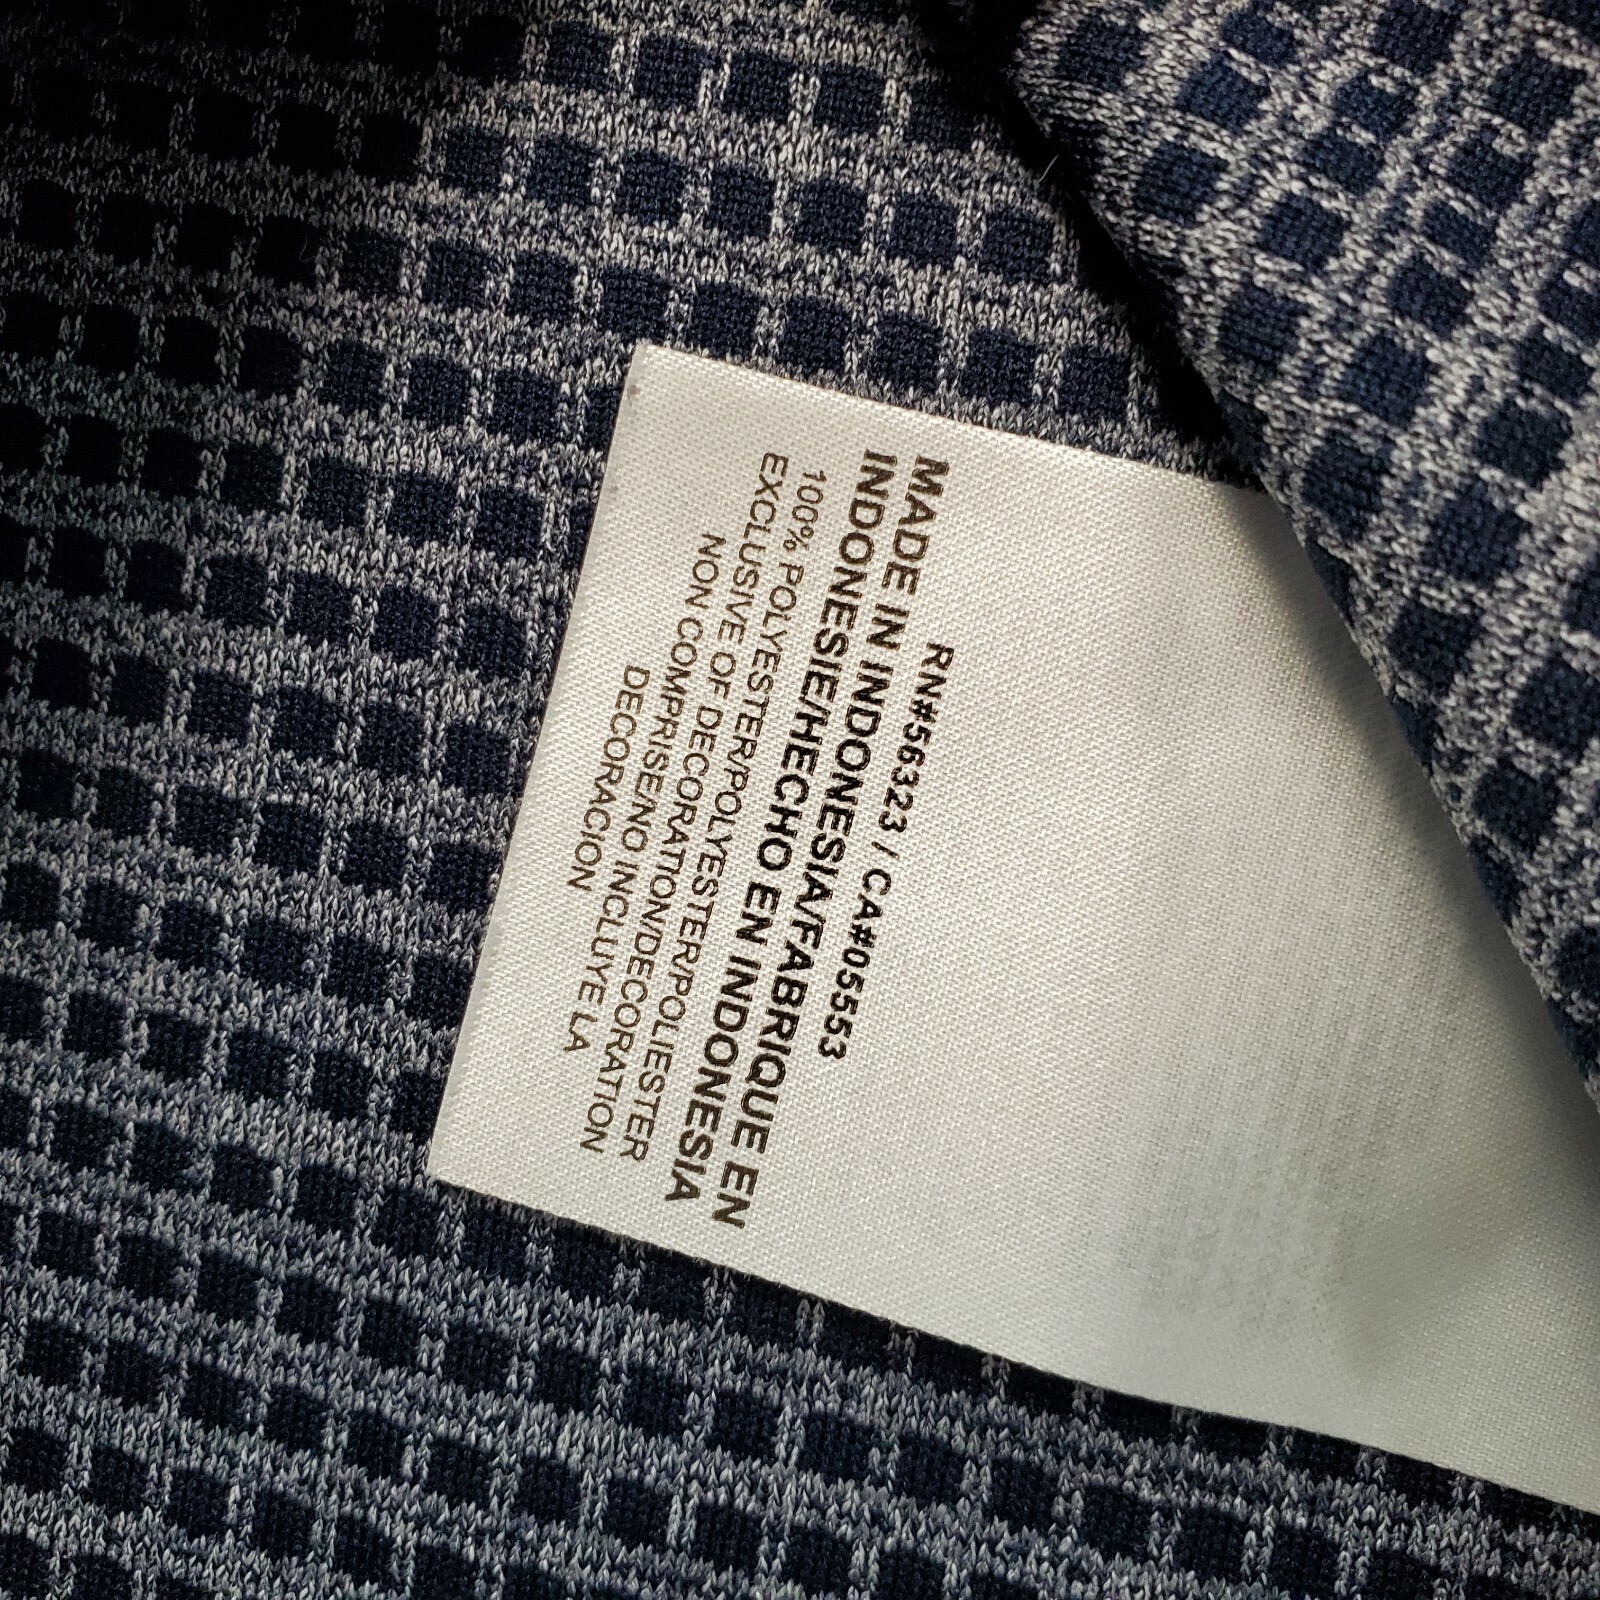 RN#56323 / CA#05553
MADE IN INDONESIA/FABRIQUE EN
INDONESIE/HECHO EN INDONESIA
100% POLYESTER/POLYESTER/POLIESTER
EXCLUSIVE OF DECORATION/DECORATION
NON COMPRISE/NO INCLUYE LA
DECORACION